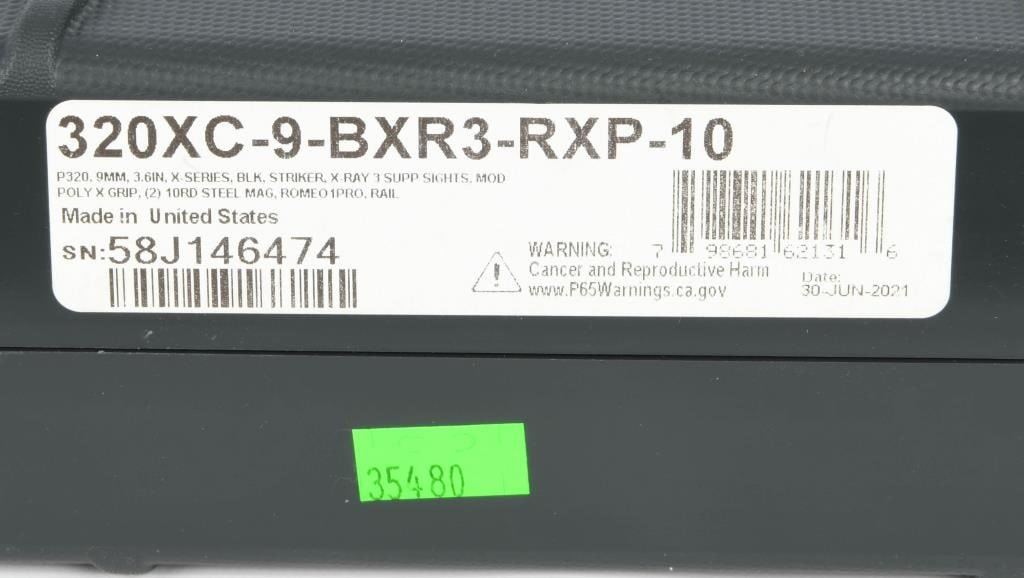 320XC-9-BXR3-RXP-10
P320, 9MM, 3.6IN, X-SERIES, BLK, STRIKER, X-RAY 3 SUPP SIGHTS, MOD
POLY X GRIP, (2) 10RD STEEL MAG, ROMEO1PRO, RAIL
Made in United States
SN:58J146474
7 98681 62131 6
WARNING:
Cancer and Reproductive Harm
www.P65Warnings.ca.gov
Date:
30-JUN-2021
35480